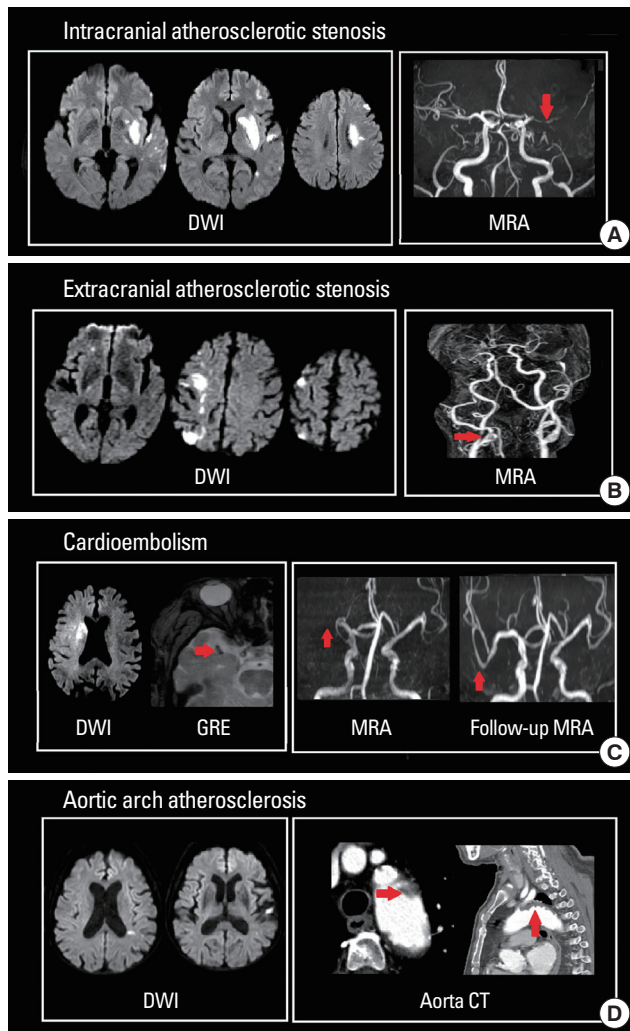 Intracranial atherosclerotic stenosis
DWI
MRA
A
Extracranial atherosclerotic stenosis
DWI
MRA
B
Cardioembolism
DWI
GRE
MRA
Follow-up MRA
C
Aortic arch atherosclerosis
DWI
Aorta CT
D